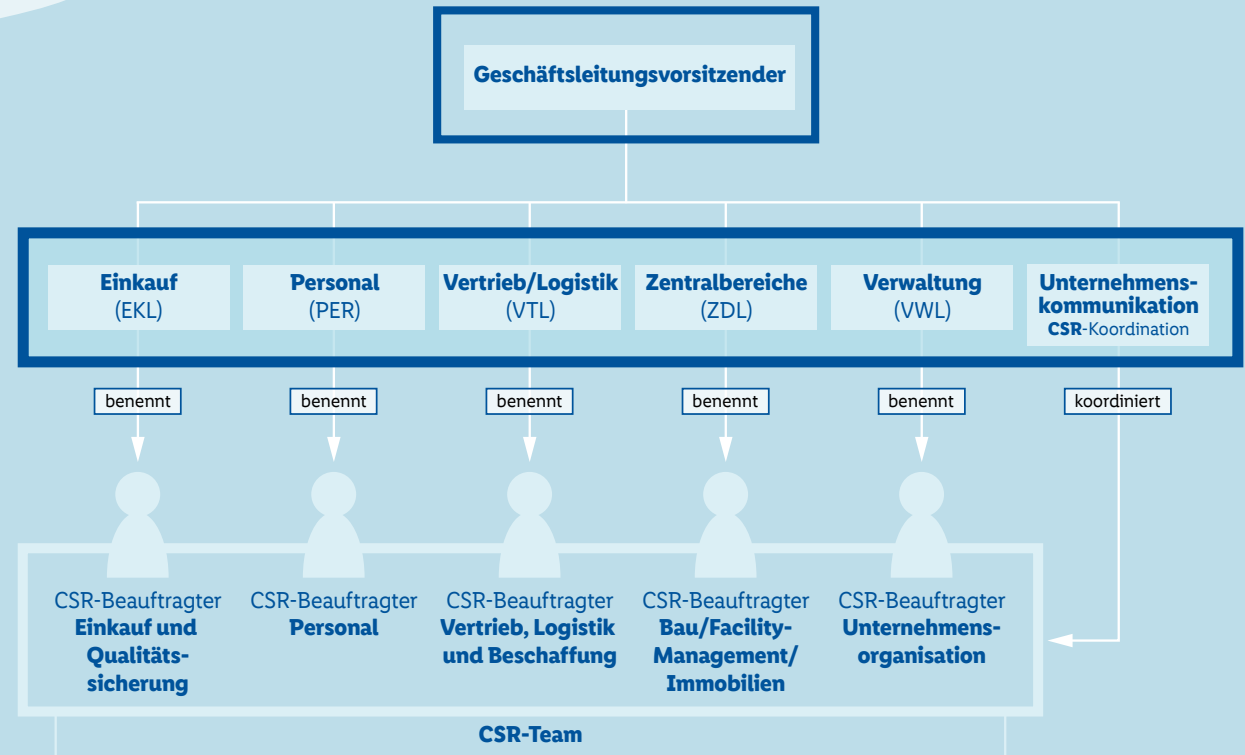 Geschäftsleitungsvorsitzender
Einkauf
(EKL)
Personal
(PER)
Vertrieb/Logistik
(VTL)
Zentralbereiche
(ZDL)
Verwaltung
(VWL)
Unternehmens-
kommunikation
CSR-Koordination
benennt
benennt
benennt
benennt
benennt
koordiniert
CSR-Beauftragter
Einkauf und
Qualitäts-
sicherung
CSR-Beauftragter
Personal
CSR-Beauftragter
Vertrieb, Logistik
und Beschaffung
CSR-Beauftragter
Bau/Facility-
Management/
Immobilien
CSR-Beauftragter
Unternehmens-
organisation
CSR-Team